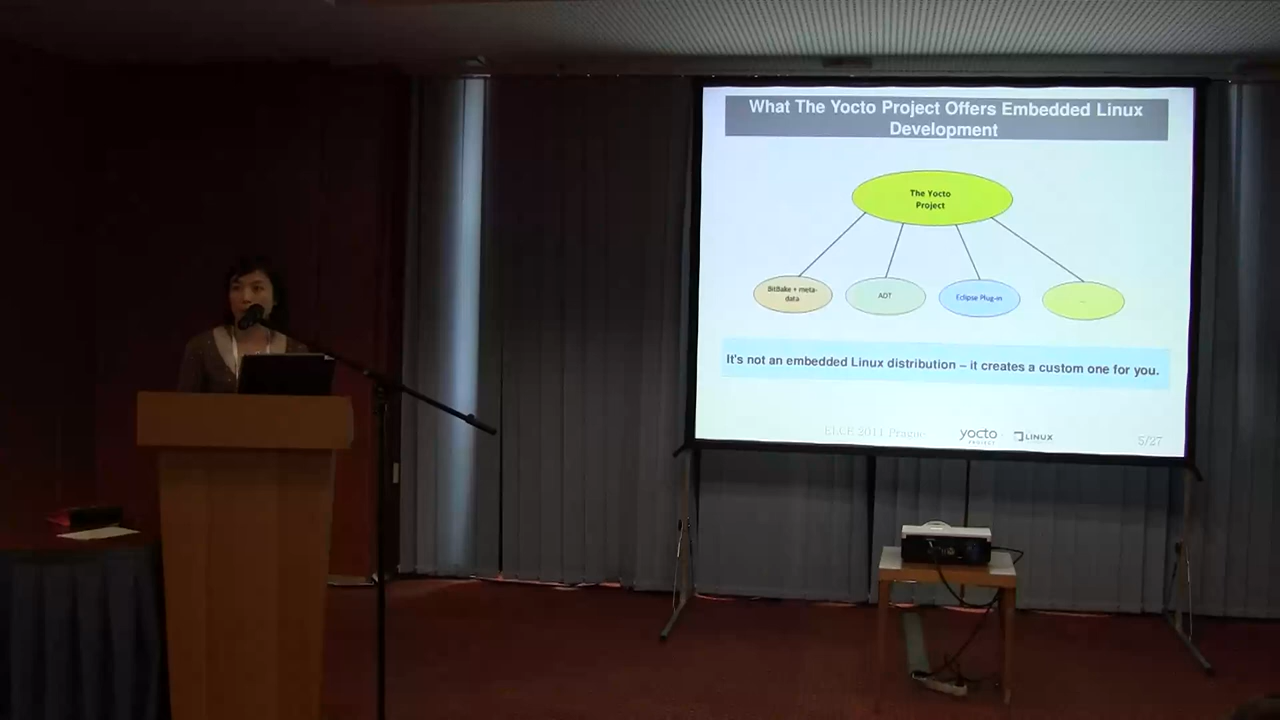 What The Yocto Project Offers Embedded Linux
Development
The Yocto
Project
BitBake + meta-
data
ADT
Eclipse Plug-in
...
It's not an embedded Linux distribution – it creates a custom one for you.
ELCE 2011 Prague
yocto
PROJECT
LINUX
5/27